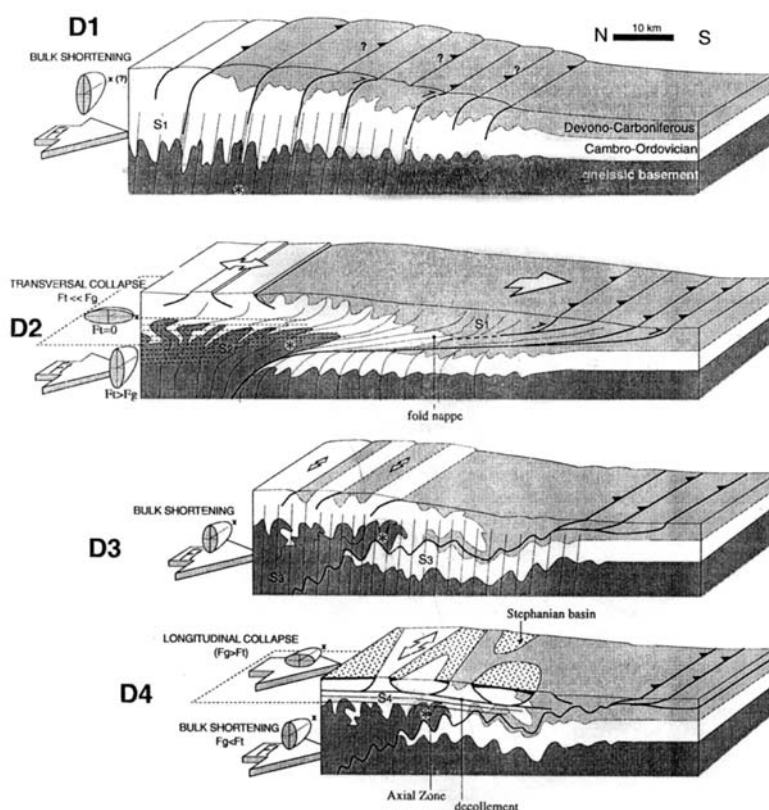 D1
N 10 km S
BULK SHORTENING
x (?)
?
?
?
?
S1
Devono-Carboniferous
Cambro-Ordovician
gneissic basement
*
TRANSVERSAL COLLAPSE
Ft << Fg
x
D2
Ft=0
S1
S2
*
Ft>Fg
fold nappe
D3
BULK SHORTENING
x
*
S3
S3
Stephanian basin
LONGITUDINAL COLLAPSE
(Fg>Ft)
x
D4
S4
*
BULK SHORTENING
Fg<Ft
x
Axial Zone
decollement